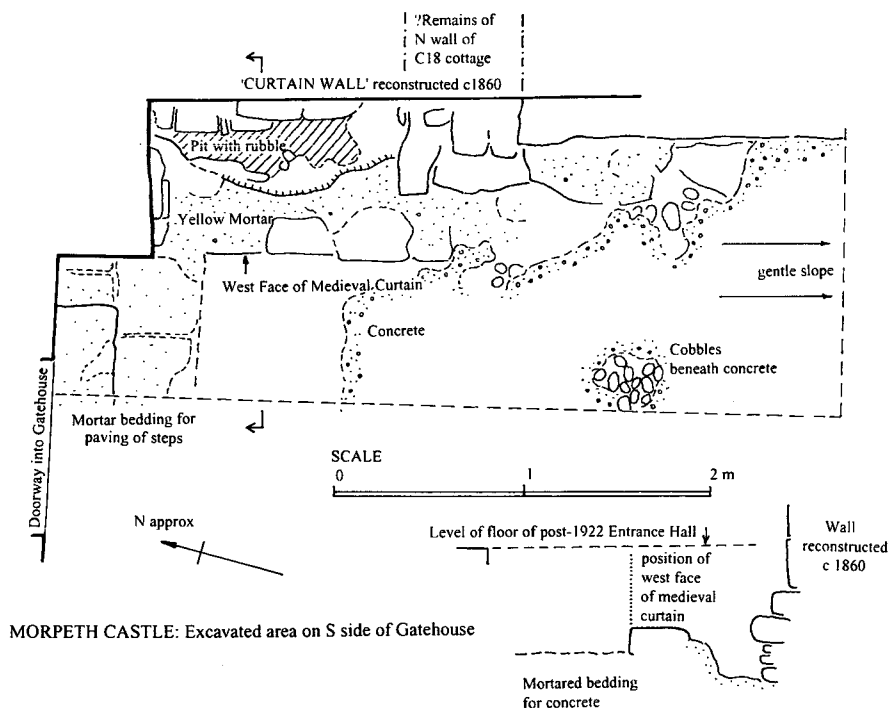 ?Remains of
N wall of
C18 cottage
'CURTAIN WALL' reconstructed c1860
Pit with rubble
Yellow Mortar
West Face of Medieval Curtain
gentle slope
Concrete
Cobbles
beneath concrete
Doorway into Gatehouse
Mortar bedding for
paving of steps
SCALE
0 1 2 m
N approx
Level of floor of post-1922 Entrance Hall
Wall
reconstructed
c 1860
position of
west face
of medieval
curtain
MORPETH CASTLE: Excavated area on S side of Gatehouse
Mortared bedding
for concrete